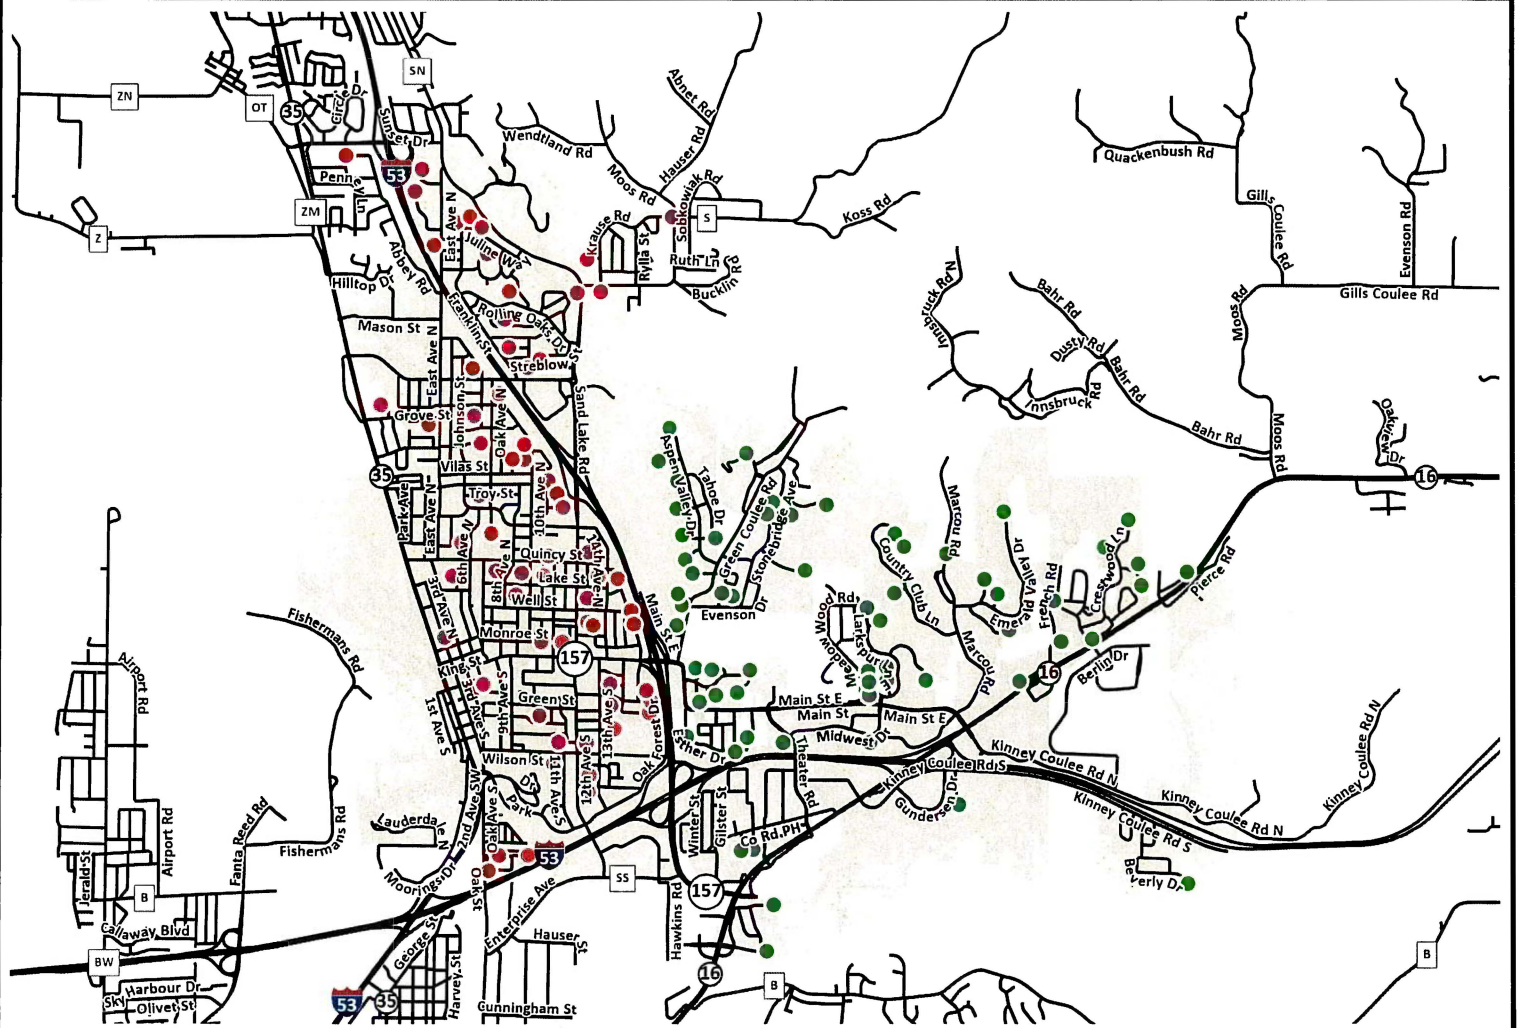 SN
ZN
OT
35
Circle Dr
Sunset Dr
Abnet Rd
Wendtland Rd
Hauser Rd
Quackenbush Rd
53
Penney Ln
Moos Rd
Sobkowiak Rd
ZM
Krause Rd
S
Koss Rd
Gills Coulee Rd
Z
East Ave N
Juline Way
Rylla St
Evenson Rd
Abbey Rd
Ruth Ln
Hilltop Dr
Bucklin Rd
Innsbruck Rd N
Bahr Rd
Gills Coulee Rd
Mason St
Franklin St
Rolling Oaks Dr
Moos Rd
East Ave N
Streblow St
Dusty Rd
Bahr Rd
Johnson St
Oak Ave N
Sand Lake Rd
Innsbruck Rd
Grove St
Bahr Rd
Moos Rd
Oakview Dr
Vilas St
Aspen Valley Dr
Tahoe Dr
35
16
Park Ave
East Ave N
Troy St
10th Ave N
Green Coulee Rd
Stonebridge Ave
Marcou Rd
6th Ave N
8th Ave N
Quincy St
14th Ave N
Country Club Ln
Emerald Valley Dr
French Rd
Crestwood Ln
Pierce Rd
3rd Ave N
Lake St
Well St
Main St E
Evenson Dr
Meadow Wood Rd
Larkspur Ln E
Fishermans Rd
Monroe St
157
King St
Marcou Rd
16
Berlin Dr
Airport Rd
3rd Ave S
9th Ave S
Green St
13th Ave S
Main St E
1st Ave S
Main St
Main St E
Midwest Dr
Esther Dr
Wilson St
Oak Forest Dr
Theater Rd
Kinney Coulee Rd S
Kinney Coulee Rd N
Kinney Coulee Rd N
11th Ave S
12th Ave S
2nd Ave SW
Oak Ave S
Park Dr
Gundersen Dr
Kinney Coulee Rd N
Kinney Coulee Rd S
Airport Rd
Fanta Reed Rd
Fishermans Rd
Lauderdale N
Winter St
Gilster St
Co Rd PH
Jerald St
Moorings Dr
53
SS
157
Beverly Dr
B
Oak St
Enterprise Ave
Hawkins Rd
Callaway Blvd
George St
Hauser St
B
BW
16
B
Sky Harbour Dr
Olivet St
53
35
Harvey St
Cunningham St